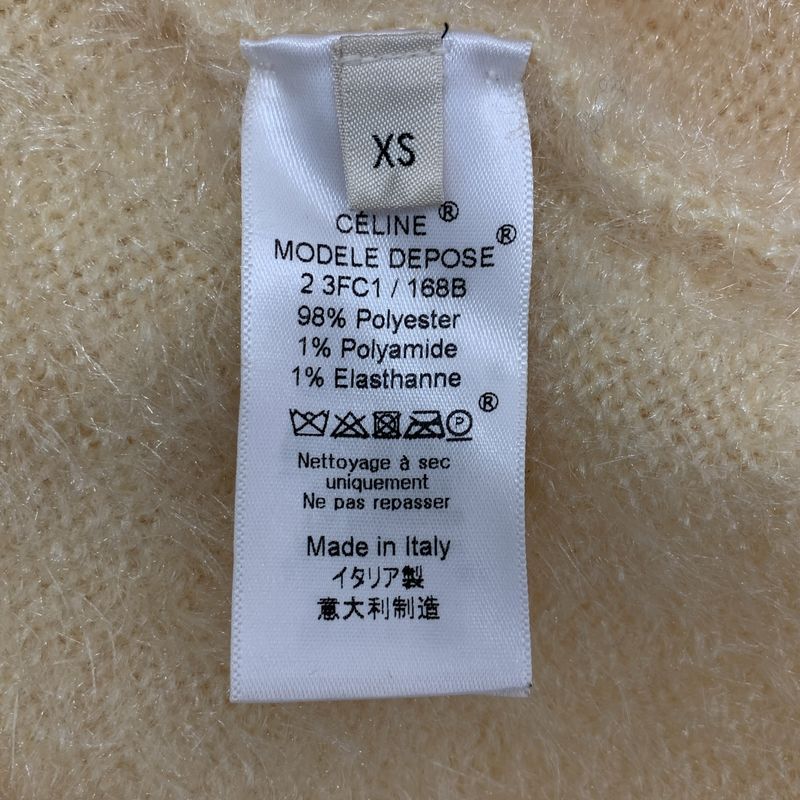 XS
CÉLINE ®
MODELE DEPOSE ®
2 3FC1 / 168B
98% Polyester
1% Polyamide
1% Elasthanne
P ®
Nettoyage à sec
uniquement
Ne pas repasser
Made in Italy
イタリア製
意大利制造